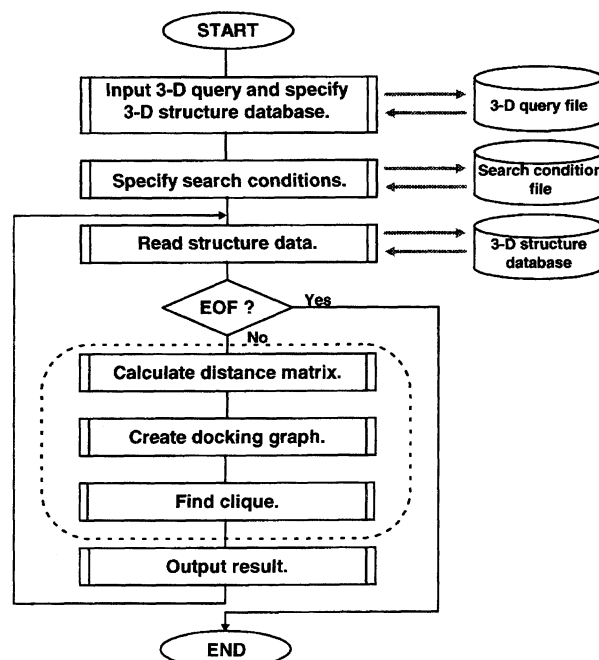 START
Input 3-D query and specify
3-D structure database.
3-D query file
Specify search conditions.
Search condition
file
Read structure data.
3-D structure
database
EOF ?
Yes
No
Calculate distance matrix.
Create docking graph.
Find clique.
Output result.
END